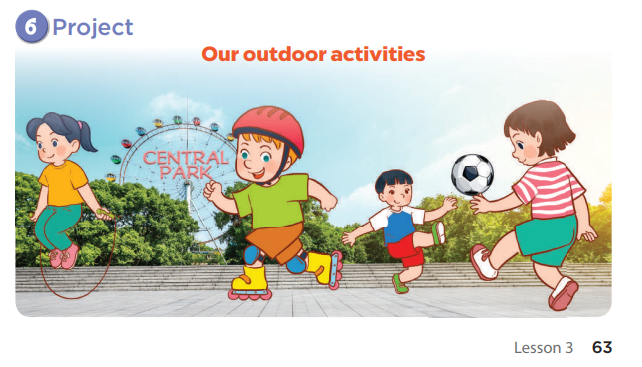 6 Project
Our outdoor activities
CENTRAL
PARK
Lesson 3 63